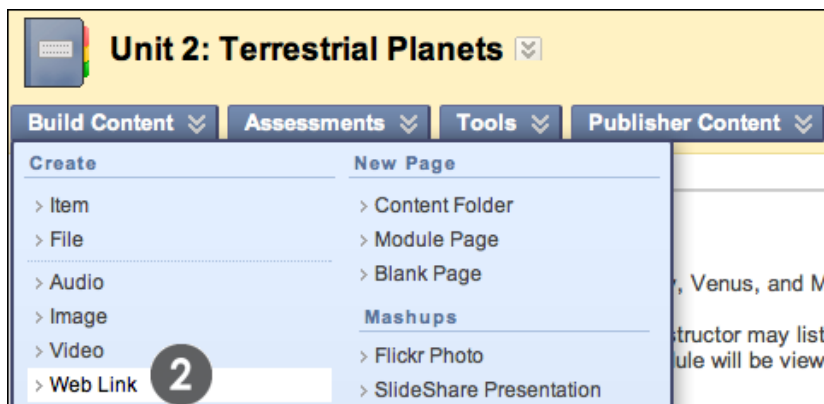 Unit 2: Terrestrial Planets
Build Content
Assessments
Tools
Publisher Content
Create
Item
File
Audio
Image
Video
Web Link
2
New Page
Content Folder
Module Page
Blank Page
Mashups
Flickr Photo
SlideShare Presentation
, Venus, and M
structor may list
ule will be view